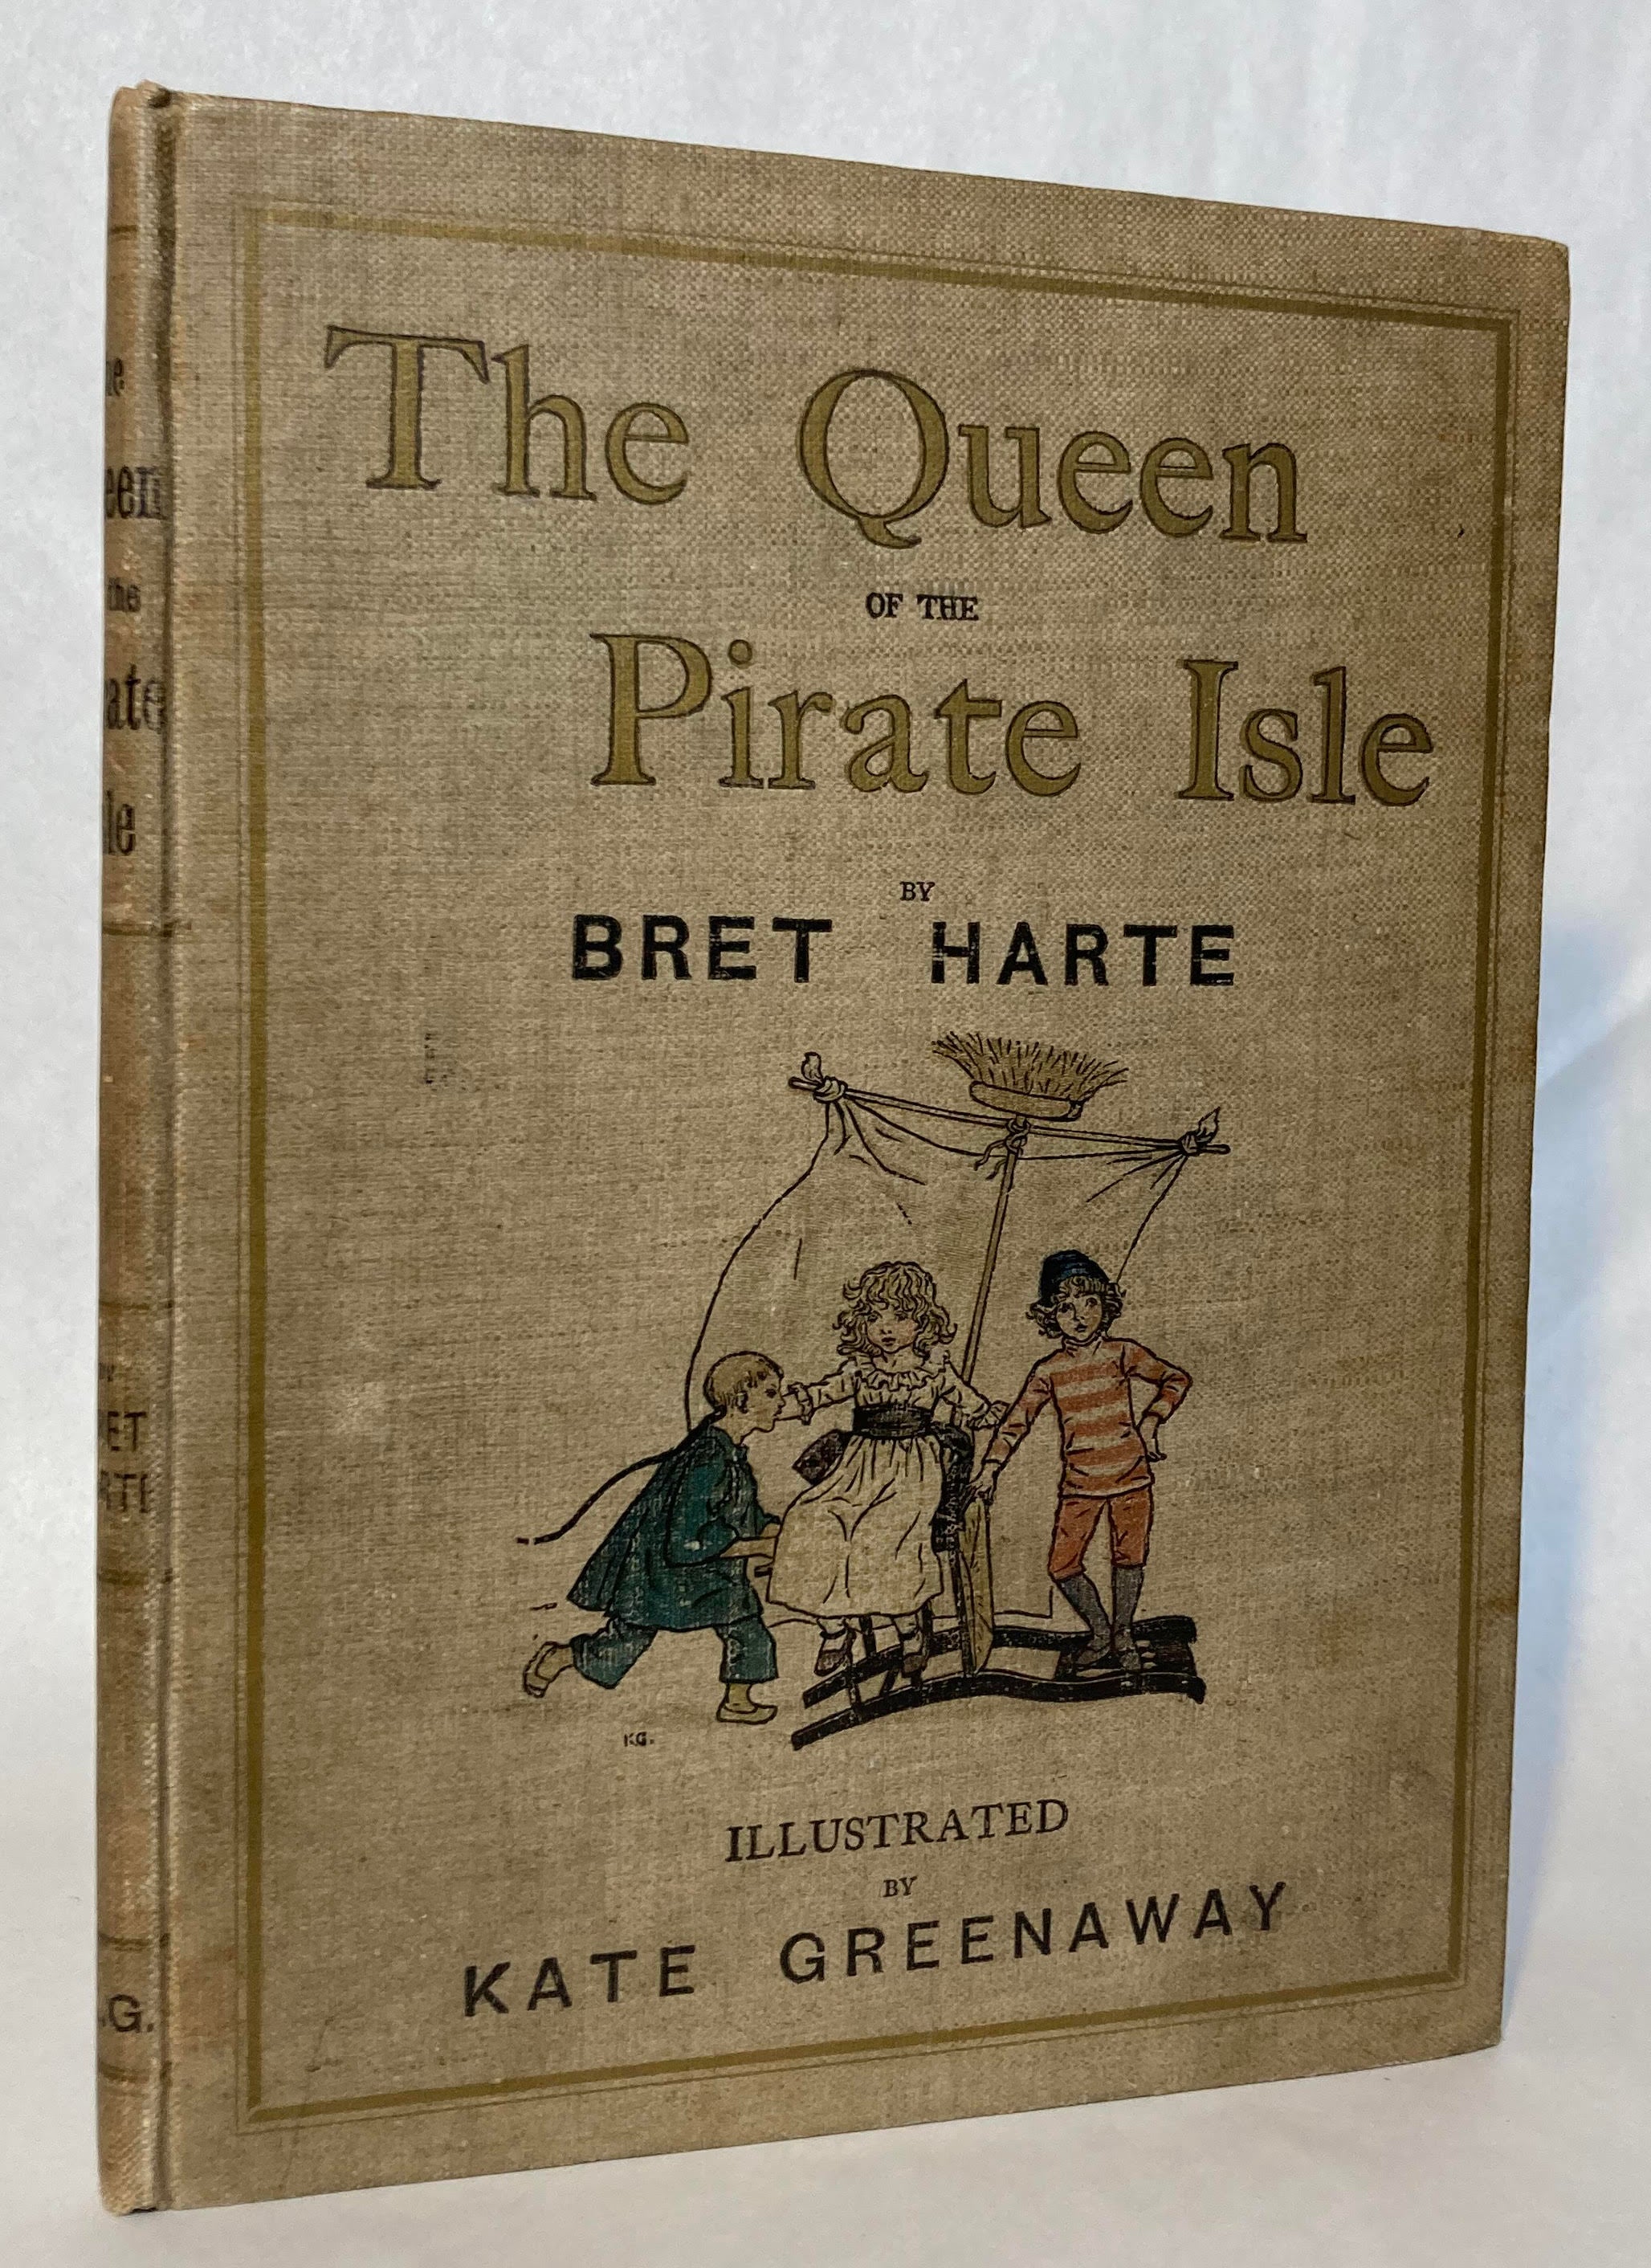 The Queen
OF THE
Pirate Isle
BY
BRET HARTE
K.G.
ILLUSTRATED
BY
KATE GREENAWAY